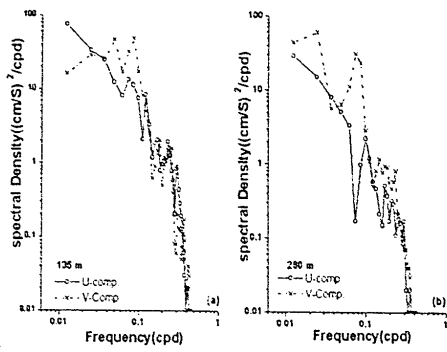 spectral Density((cm/S) ²/cpd)
100
10
1
0.1
0.01
135 m
U-comp.
V-Comp.
(a)
0.01 0.1 1
Frequency(cpd)
spectral Density((cm/S) ²/cpd)
100
10
1
0.1
0.01
280 m
U-comp.
V-Comp.
(b)
0.01 0.1 1
Frequency(cpd)